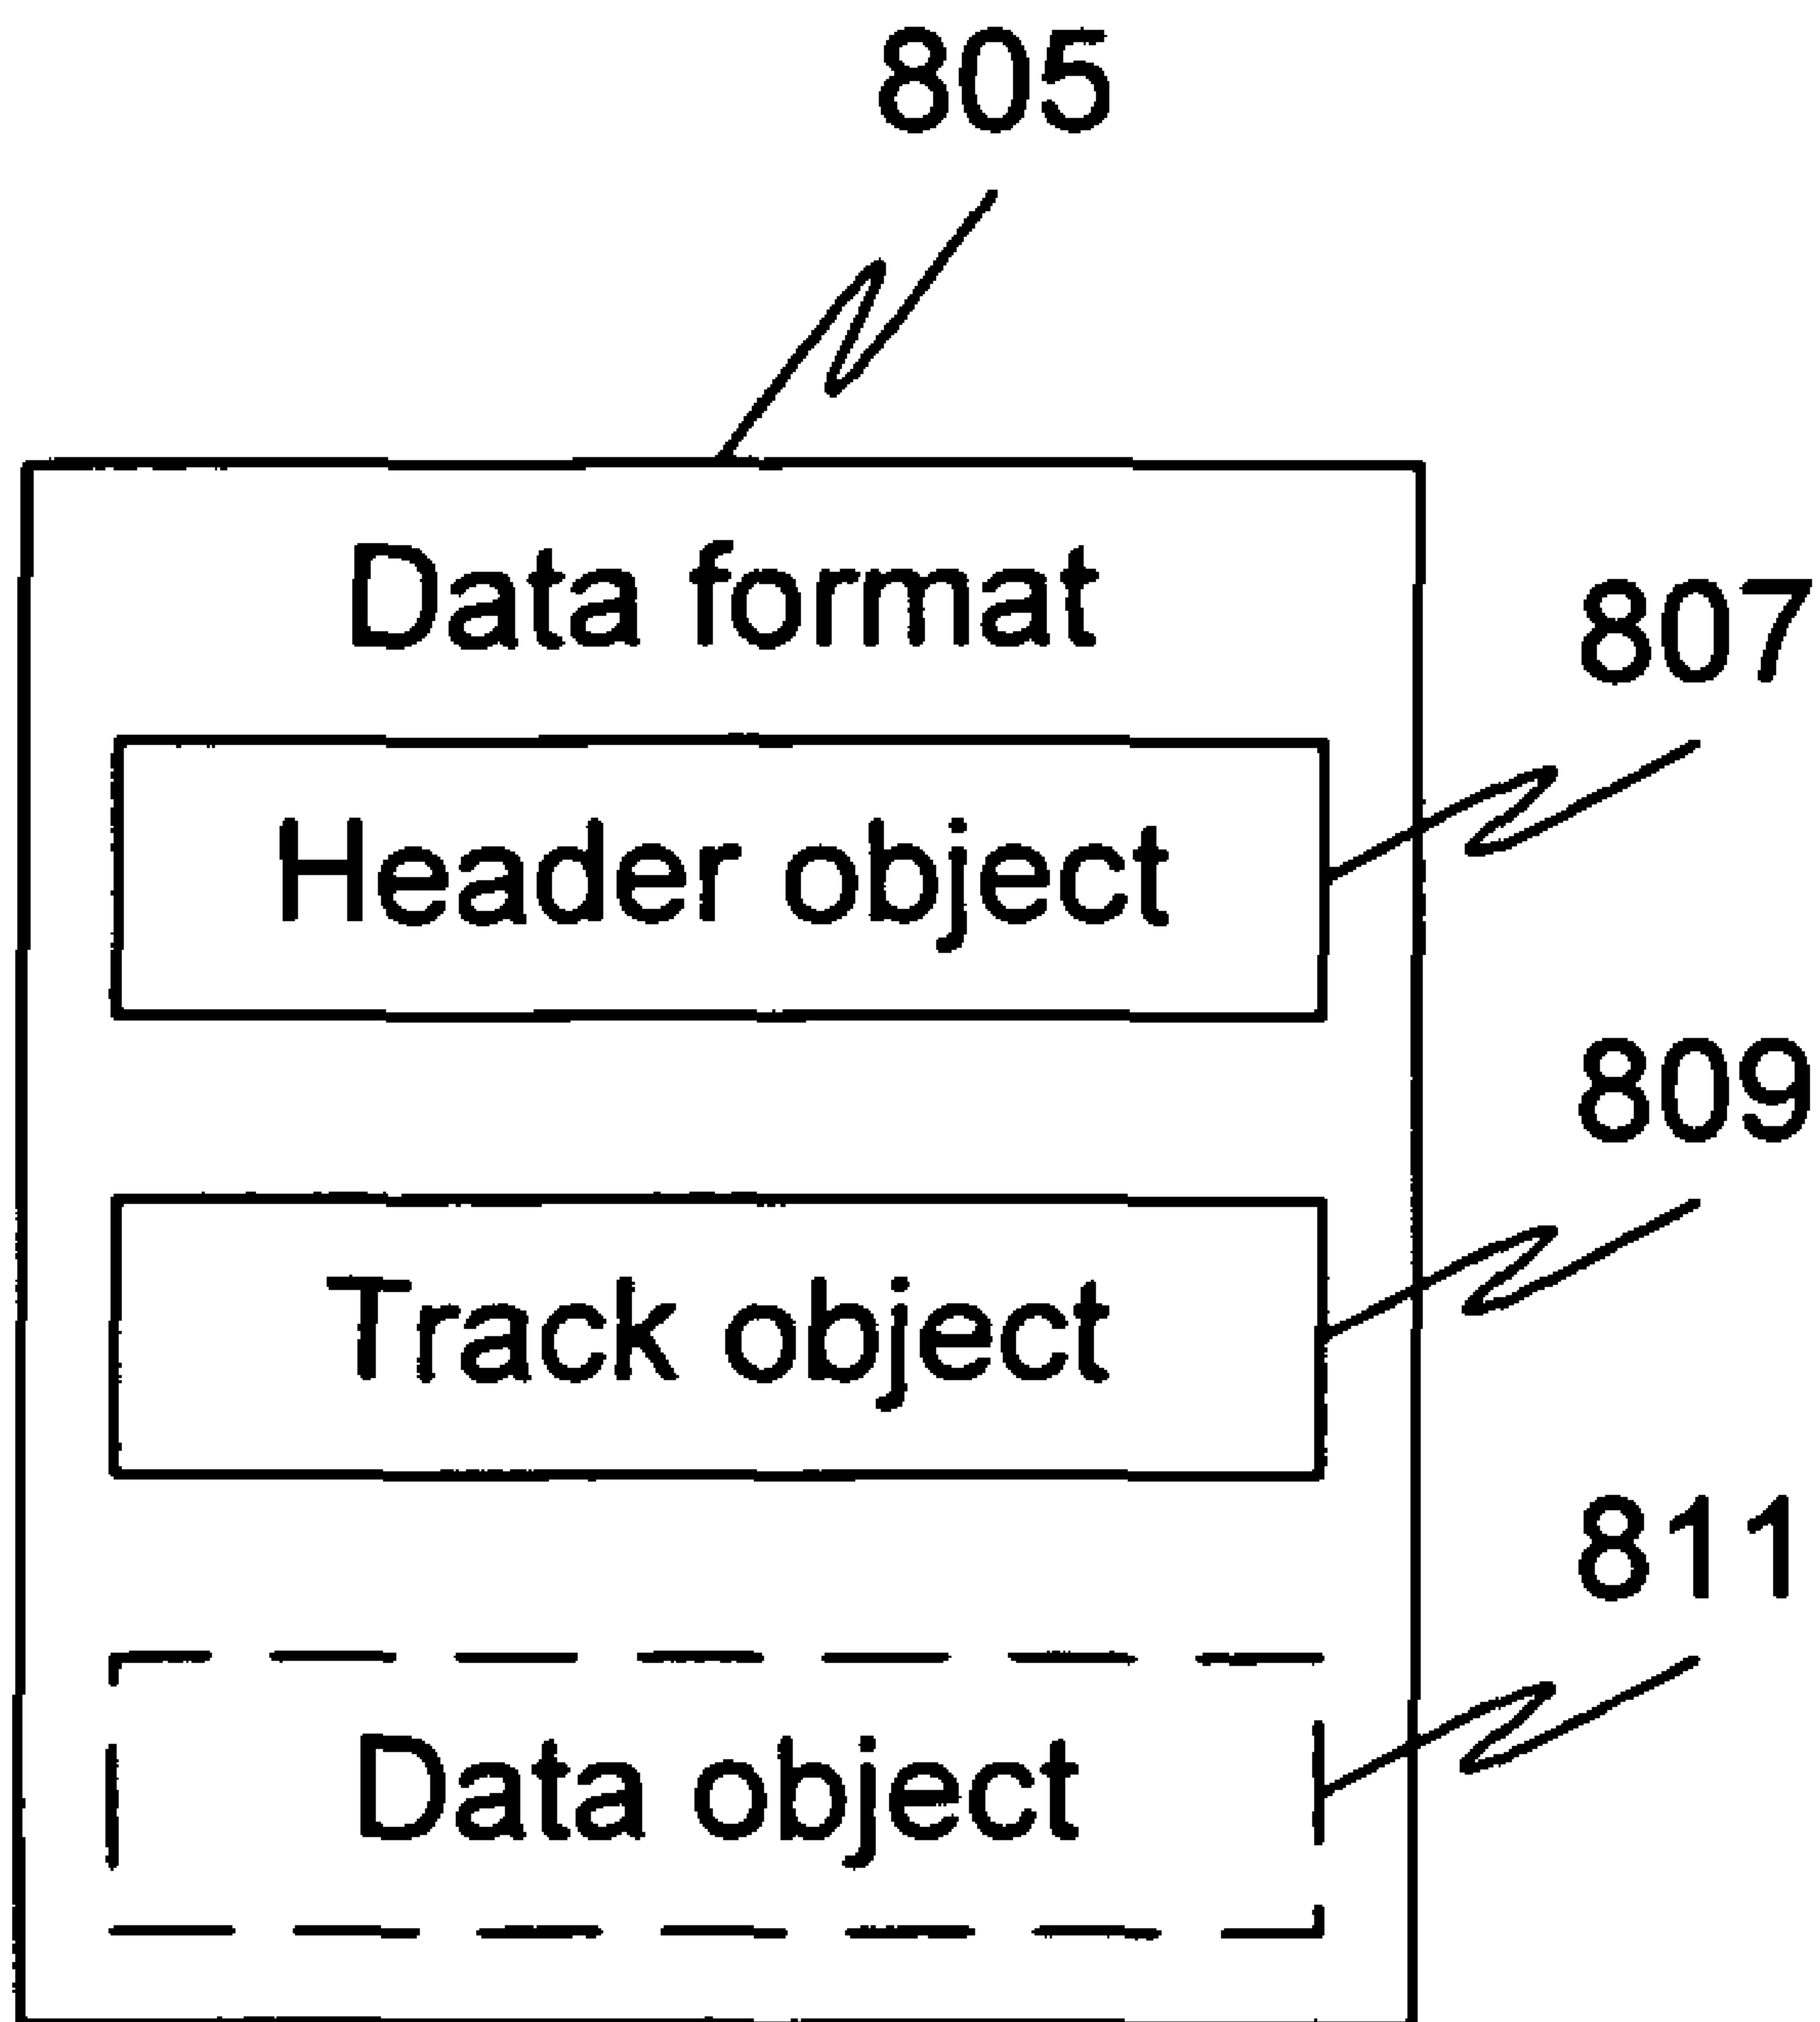 805
Data format
807
Header object
809
Track object
811
Data object